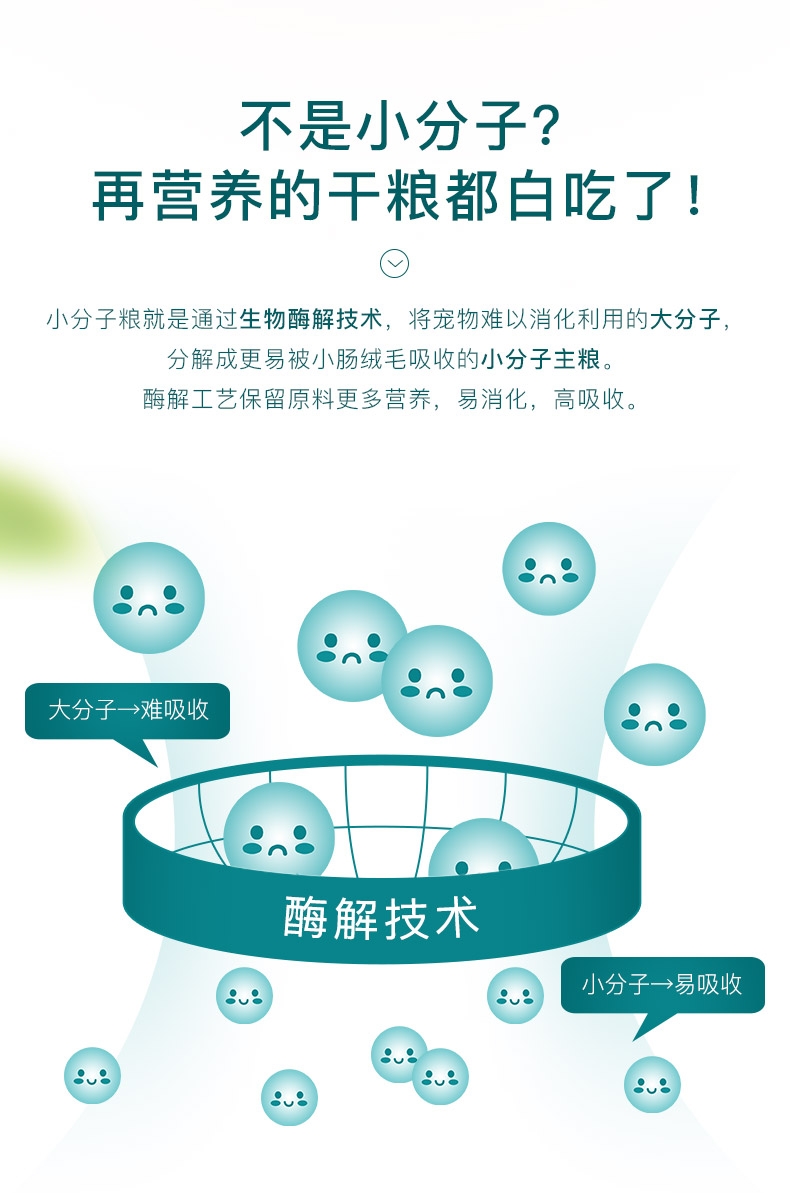 不是小分子?
再营养的干粮都白吃了!
小分子粮就是通过生物酶解技术，将宠物难以消化利用的大分子，
分解成更易被小肠绒毛吸收的小分子主粮。
酶解工艺保留原料更多营养，易消化，高吸收。
大分子→难吸收
酶解技术
小分子→易吸收